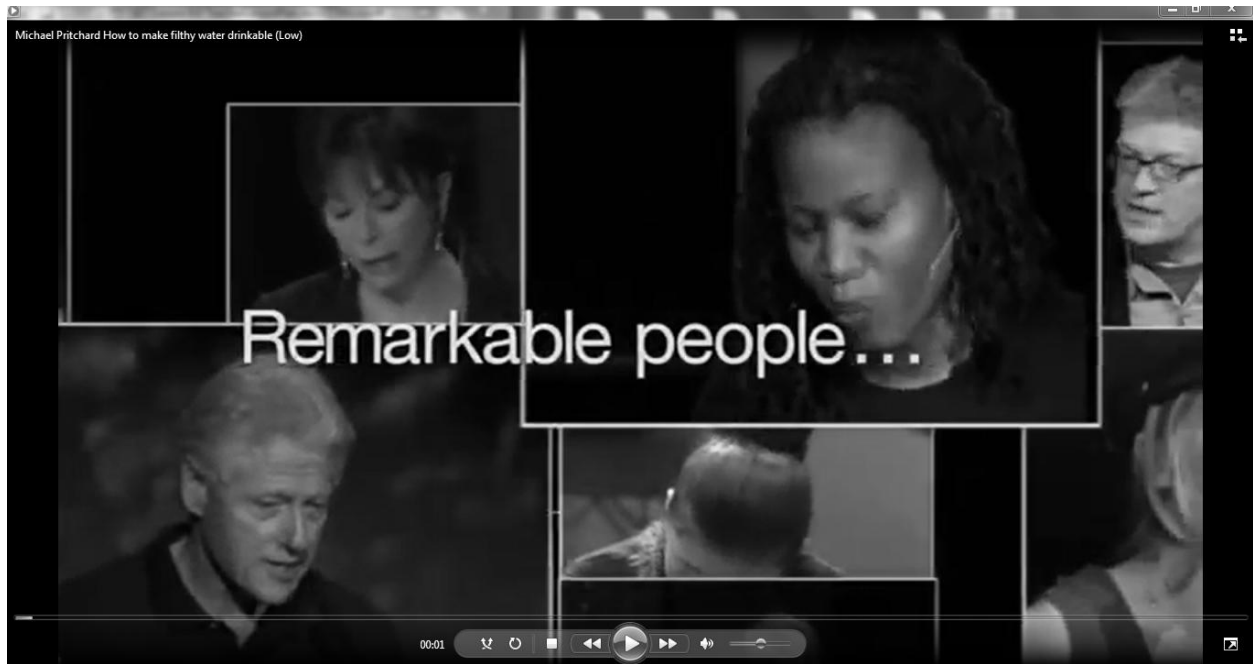 Michael Pritchard How to make filthy water drinkable (Low)
Remarkable people...
00:01